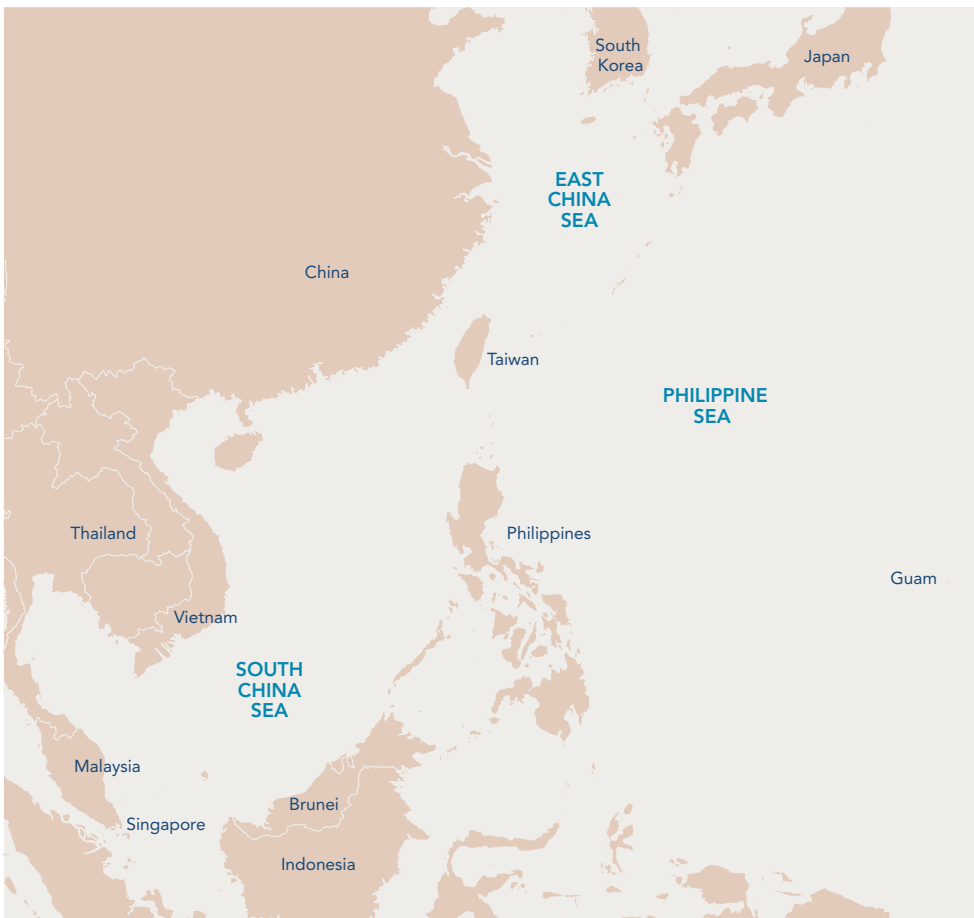 South
Korea
Japan
EAST
CHINA
SEA
China
Taiwan
PHILIPPINE
SEA
Thailand
Philippines
Guam
Vietnam
SOUTH
CHINA
SEA
Malaysia
Brunei
Singapore
Indonesia